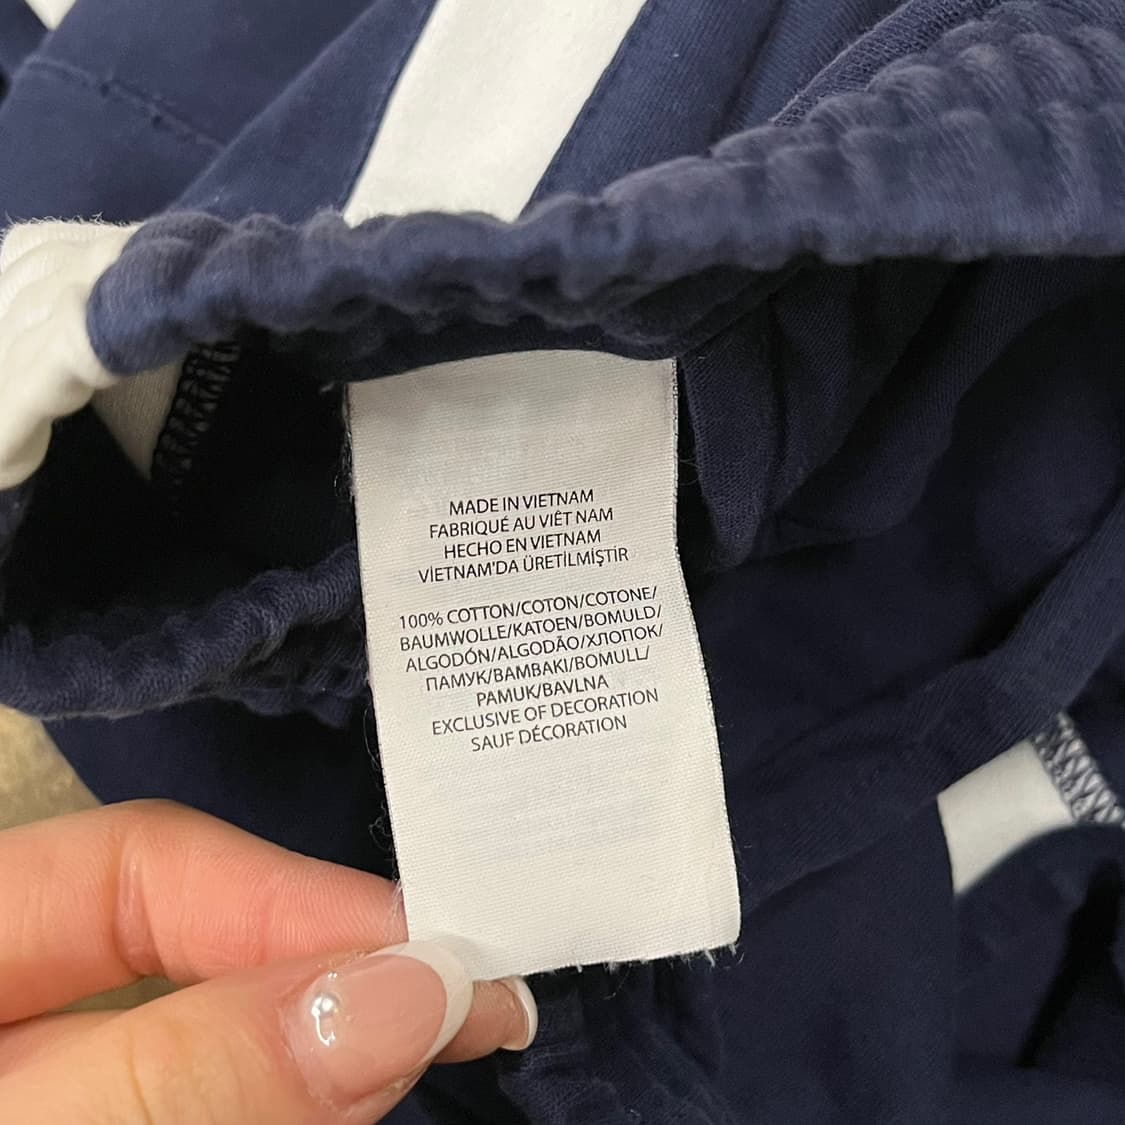 MADE IN VIETNAM
FABRIQUÉ AU VIÊT NAM
HECHO EN VIETNAM
VİETNAM'DA ÜRETİLMİŞTİR
100% COTTON/COTON/COTONE/
BAUMWOLLE/KATOEN/BOMULD/
ALGODÓN/ALGODÃO/ХЛОПОК/
ПАМУК/BAMBAKI/BOMULL/
PAMUK/BAVLNA
EXCLUSIVE OF DECORATION
SAUF DÉCORATION